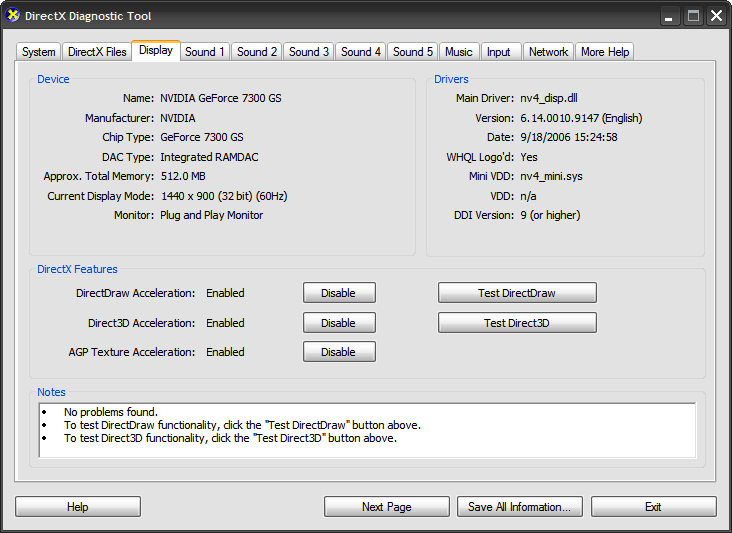 DirectX Diagnostic Tool
System DirectX Files Display Sound 1 Sound 2 Sound 3 Sound 4 Sound 5 Music Input Network More Help
Device
Name: NVIDIA GeForce 7300 GS
Manufacturer: NVIDIA
Chip Type: GeForce 7300 GS
DAC Type: Integrated RAMDAC
Approx. Total Memory: 512.0 MB
Current Display Mode: 1440 x 900 (32 bit) (60Hz)
Monitor: Plug and Play Monitor
Drivers
Main Driver: nv4_disp.dll
Version: 6.14.0010.9147 (English)
Date: 9/18/2006 15:24:58
WHQL Logo'd: Yes
Mini VDD: nv4_mini.sys
VDD: n/a
DDI Version: 9 (or higher)
DirectX Features
DirectDraw Acceleration: Enabled Disable Test DirectDraw
Direct3D Acceleration: Enabled Disable Test Direct3D
AGP Texture Acceleration: Enabled Disable
Notes
• No problems found.
• To test DirectDraw functionality, click the "Test DirectDraw" button above.
• To test Direct3D functionality, click the "Test Direct3D" button above.
Help Next Page Save All Information... Exit